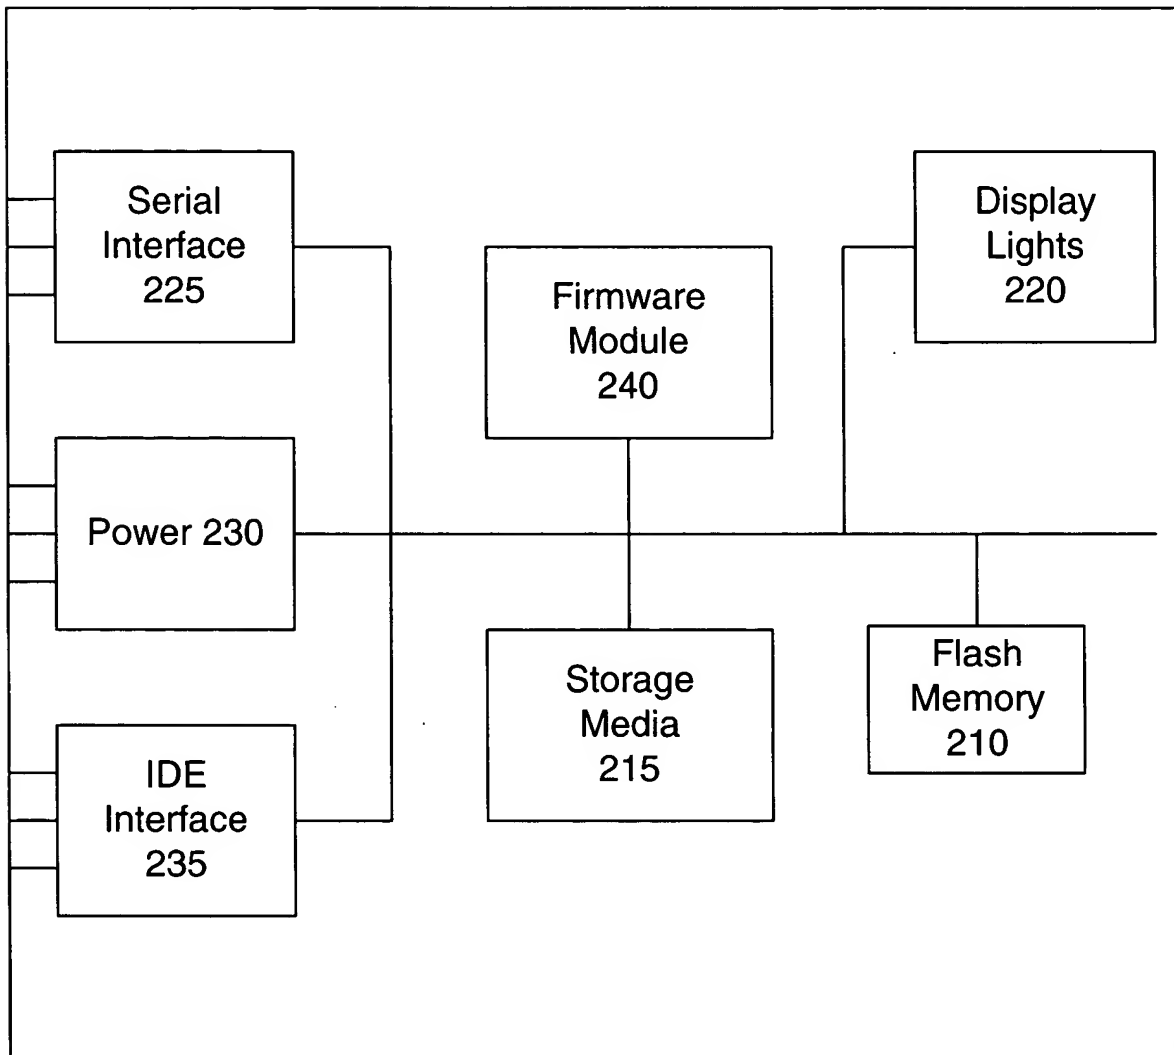 Serial
Interface
225
Display
Lights
220
Firmware
Module
240
Power 230
Storage
Media
215
Flash
Memory
210
IDE
Interface
235